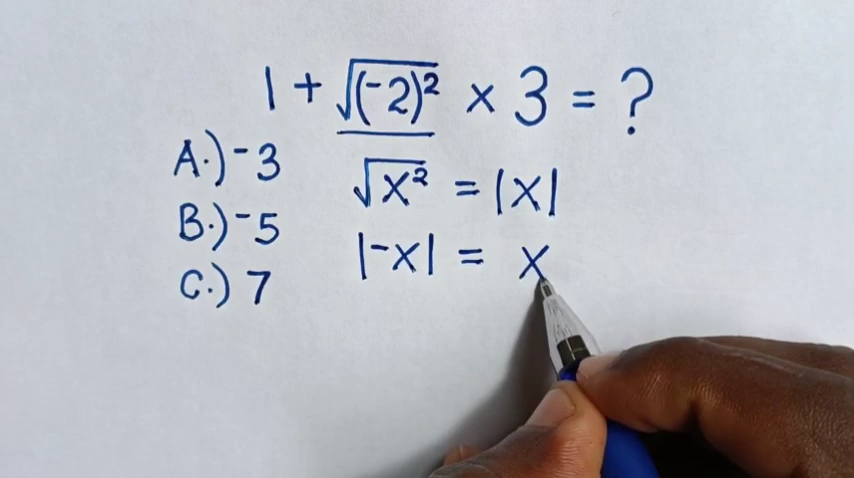 1 + √(-2)² × 3 = ?
A.) -3
B.) -5
C.) 7
√x² = |x|
|-x| = x